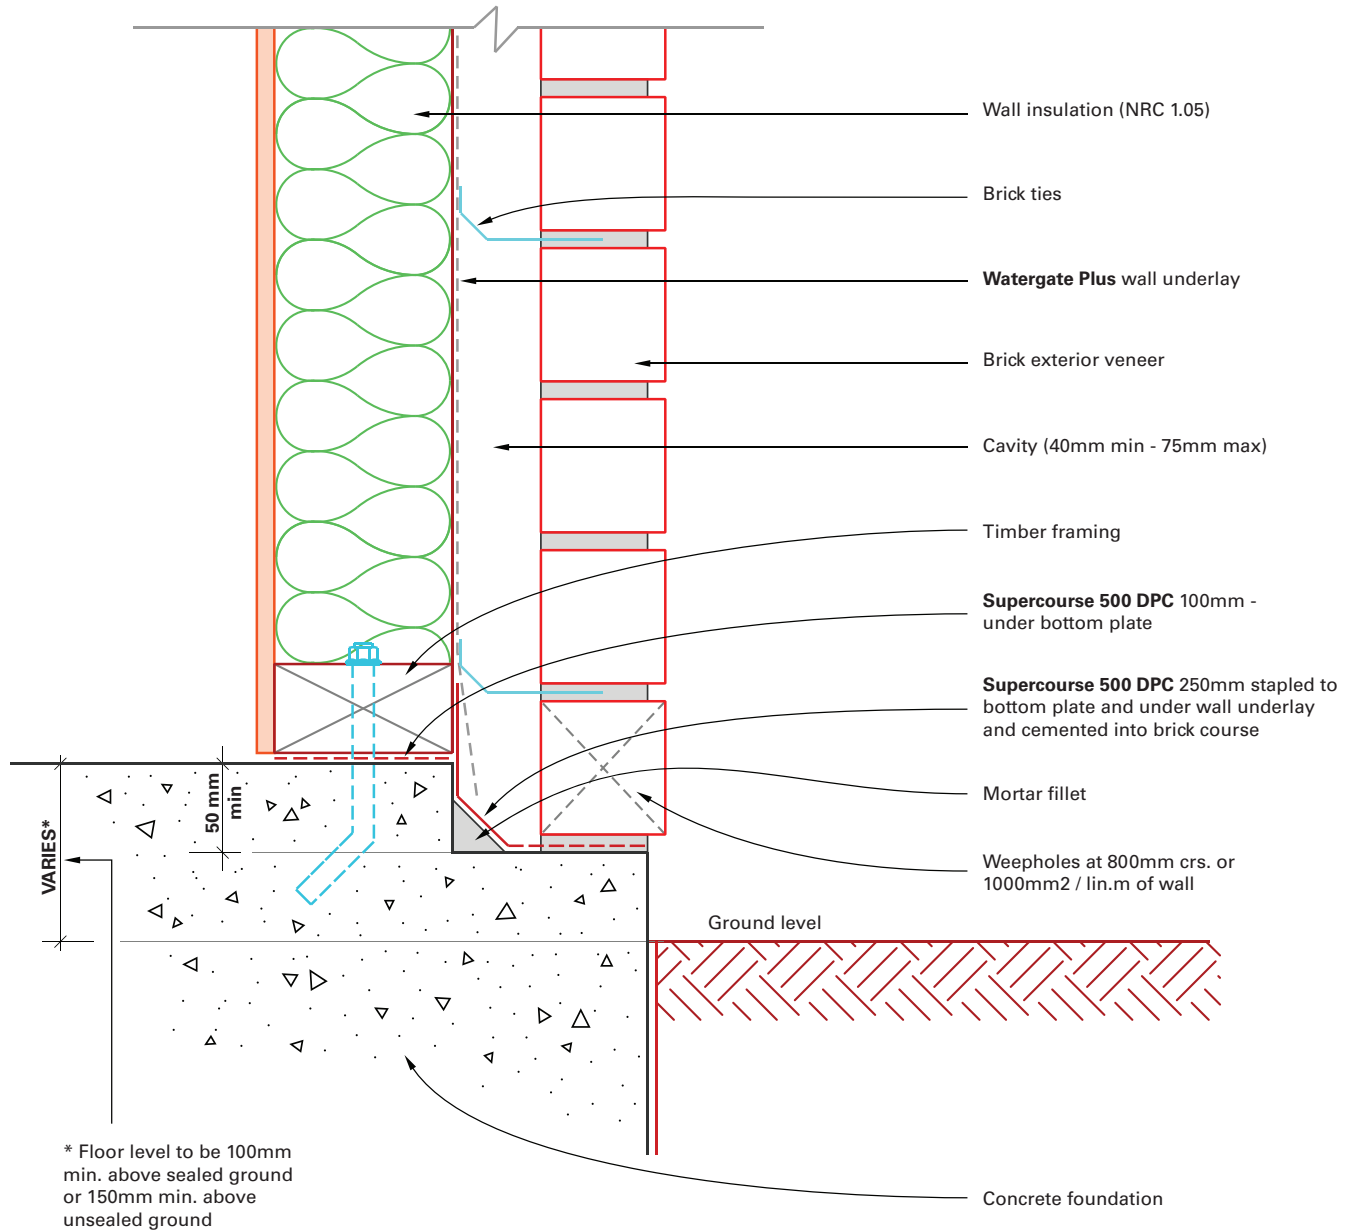 Wall insulation (NRC 1.05)
Brick ties
Watergate Plus wall underlay
Brick exterior veneer
Cavity (40mm min - 75mm max)
Timber framing
Supercourse 500 DPC 100mm -
under bottom plate
Supercourse 500 DPC 250mm stapled to
bottom plate and under wall underlay
and cemented into brick course
Mortar fillet
Weepholes at 800mm crs. or
1000mm2 / lin.m of wall
Ground level
50 mm
min
VARIES*
* Floor level to be 100mm
min. above sealed ground
or 150mm min. above
unsealed ground
Concrete foundation